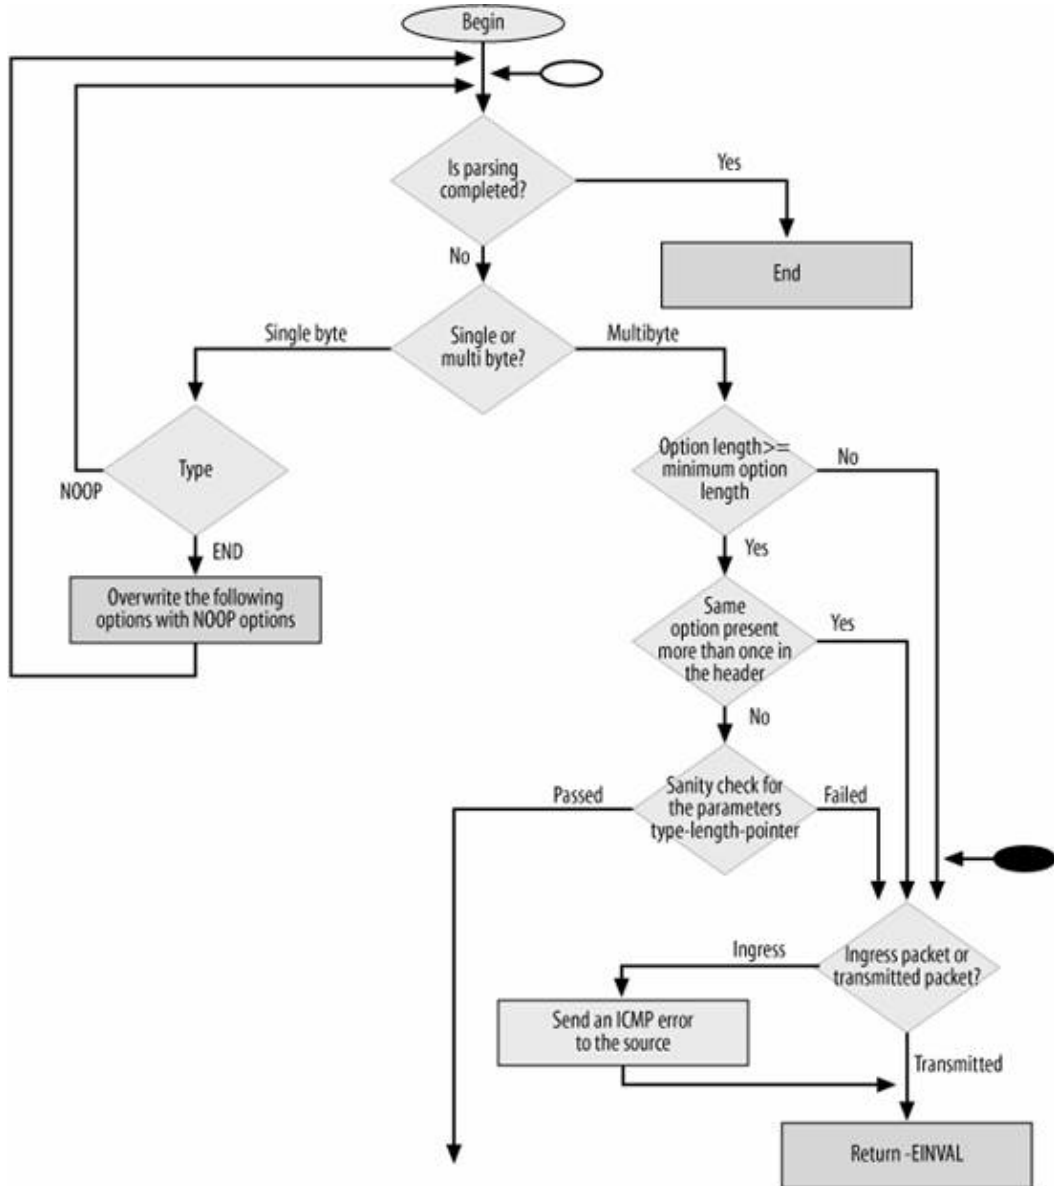 Begin
Is parsing
completed?
Yes
No
End
Single byte
Single or
multi byte?
Multibyte
Type
NOOP
END
Overwrite the following
options with NOOP options
Option length>=
minimum option
length
No
Yes
Same
option present
more than once in
the header
Yes
No
Passed
Sanity check for
the parameters
type-length-pointer
Failed
Ingress
Ingress packet or
transmitted packet?
Send an ICMP error
to the source
Transmitted
Return -EINVAL